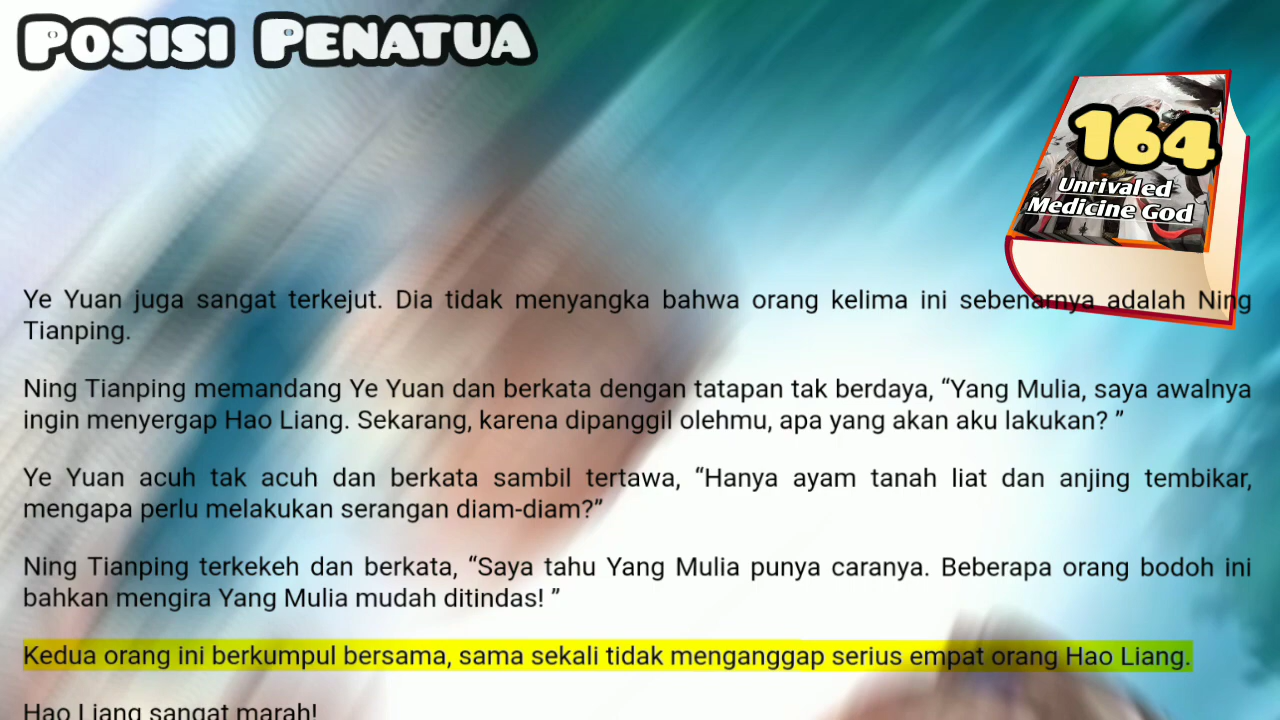 Posisi Penatua
164
Unrivaled
Medicine God
Ye Yuan juga sangat terkejut. Dia tidak menyangka bahwa orang kelima ini sebenarnya adalah Ning
Tianping.
Ning Tianping memandang Ye Yuan dan berkata dengan tatapan tak berdaya, “Yang Mulia, saya awalnya
ingin menyergap Hao Liang. Sekarang, karena dipanggil olehmu, apa yang akan aku lakukan? ”
Ye Yuan acuh tak acuh dan berkata sambil tertawa, “Hanya ayam tanah liat dan anjing tembikar,
mengapa perlu melakukan serangan diam-diam?”
Ning Tianping terkekeh dan berkata, “Saya tahu Yang Mulia punya caranya. Beberapa orang bodoh ini
bahkan mengira Yang Mulia mudah ditindas! ”
Kedua orang ini berkumpul bersama, sama sekali tidak menganggap serius empat orang Hao Liang.
Hao Liang sangat marah!